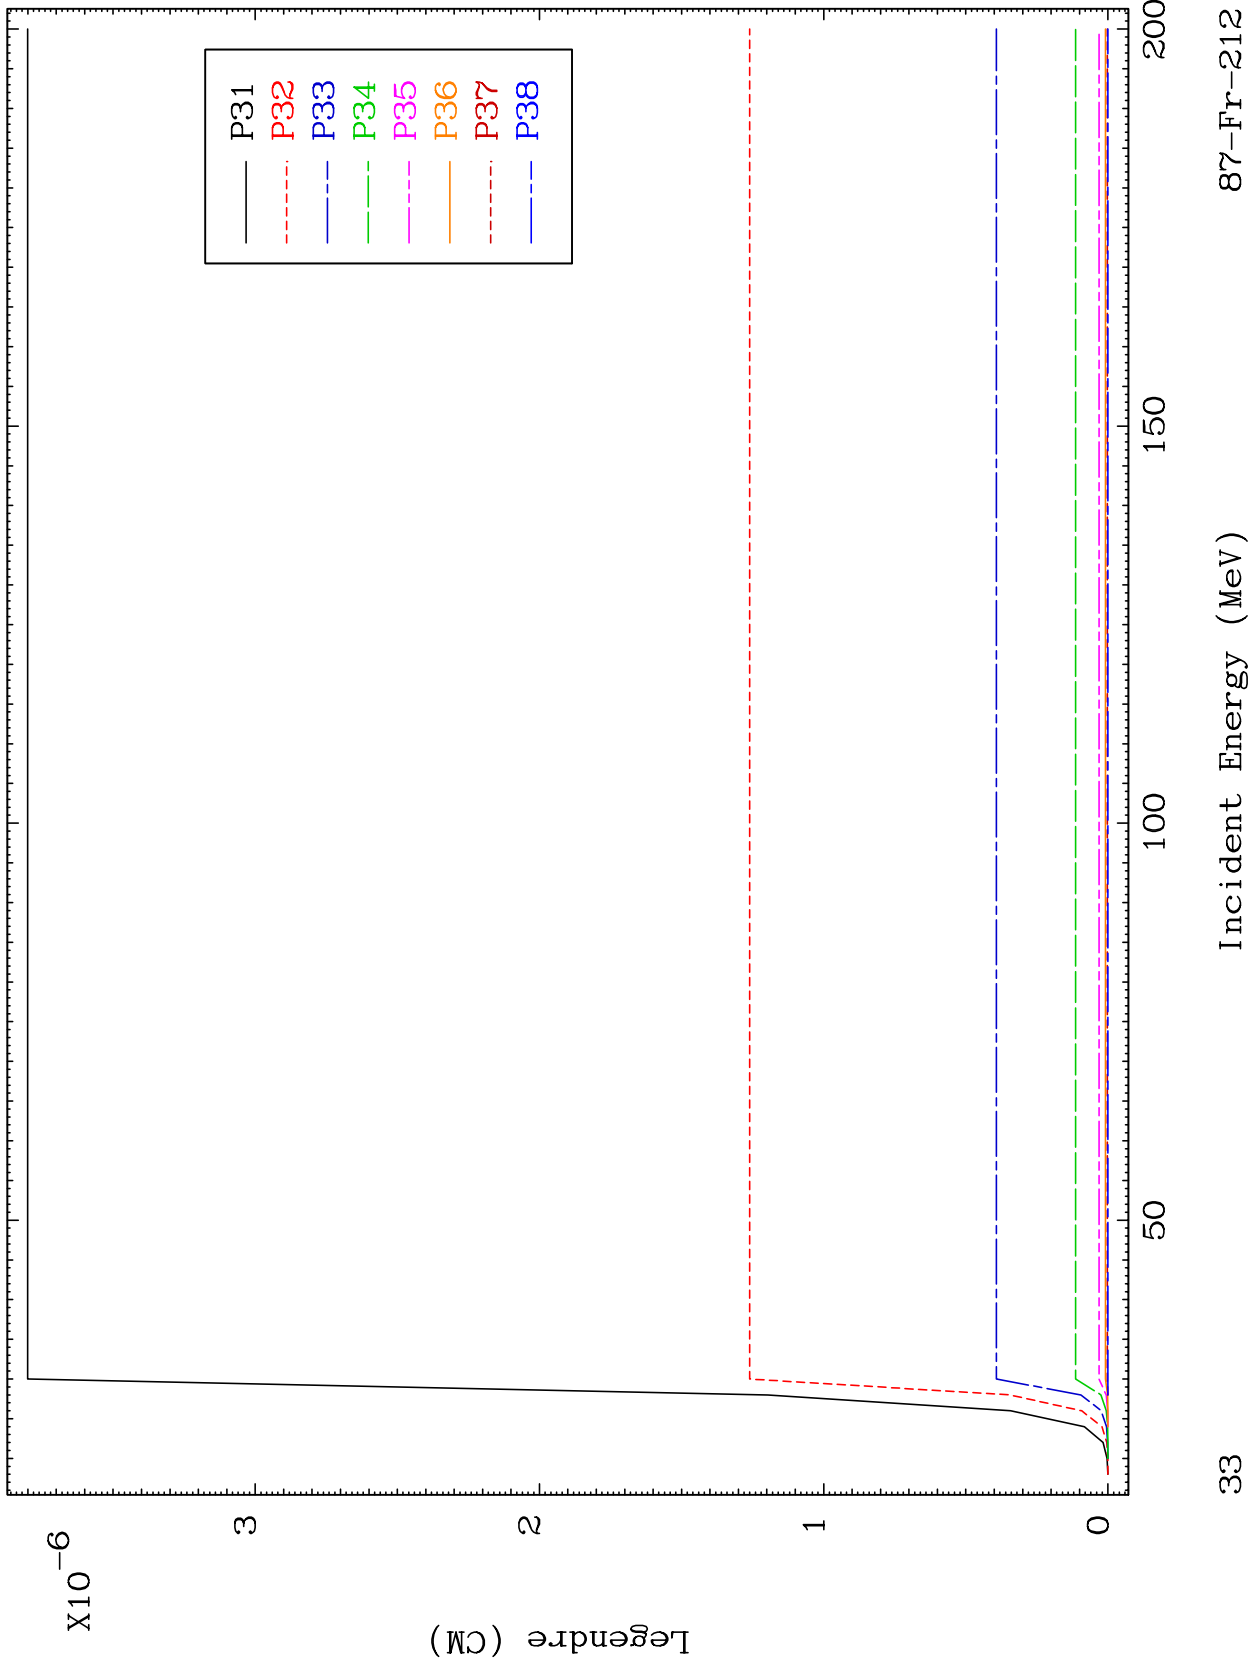 X10^-6
3
2
1
0
Legendre (CM)
P31
P32
P33
P34
P35
P36
P37
P38
50
100
150
200
Incident Energy (MeV)
33
87-Fr-212